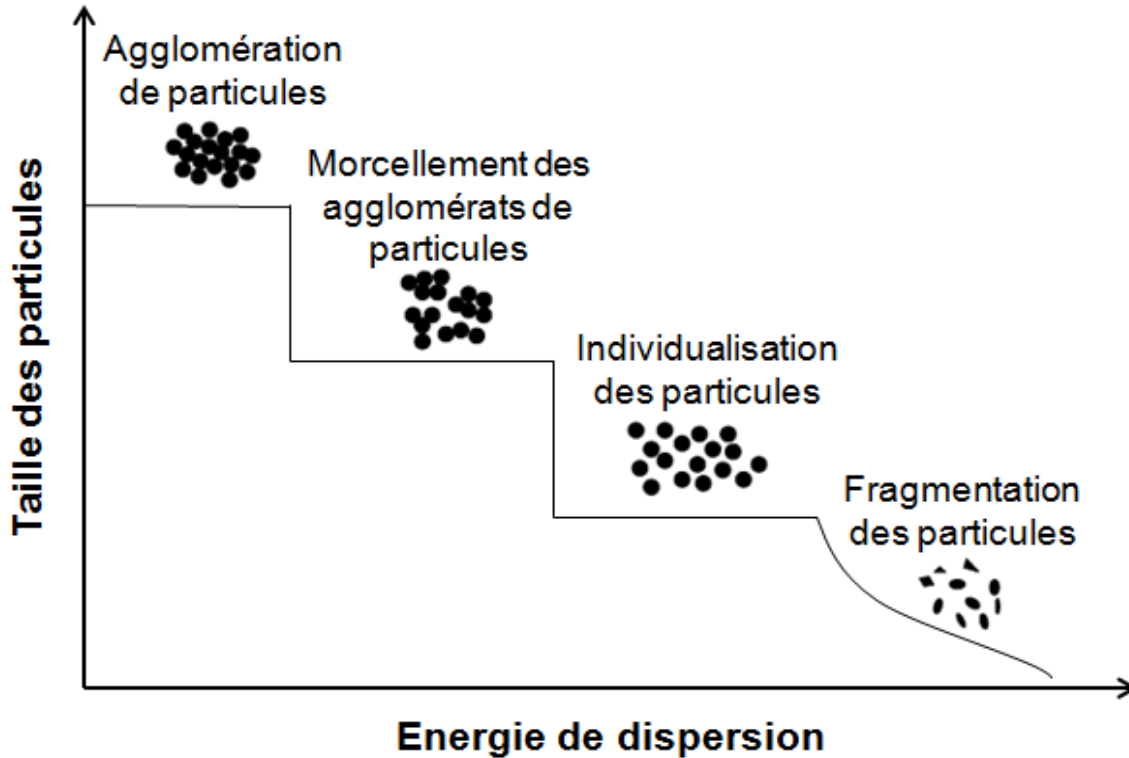 Agglomération
de particules
Morcellement des
agglomérats de
particules
Individualisation
des particules
Fragmentation
des particules
Taille des particules
Energie de dispersion